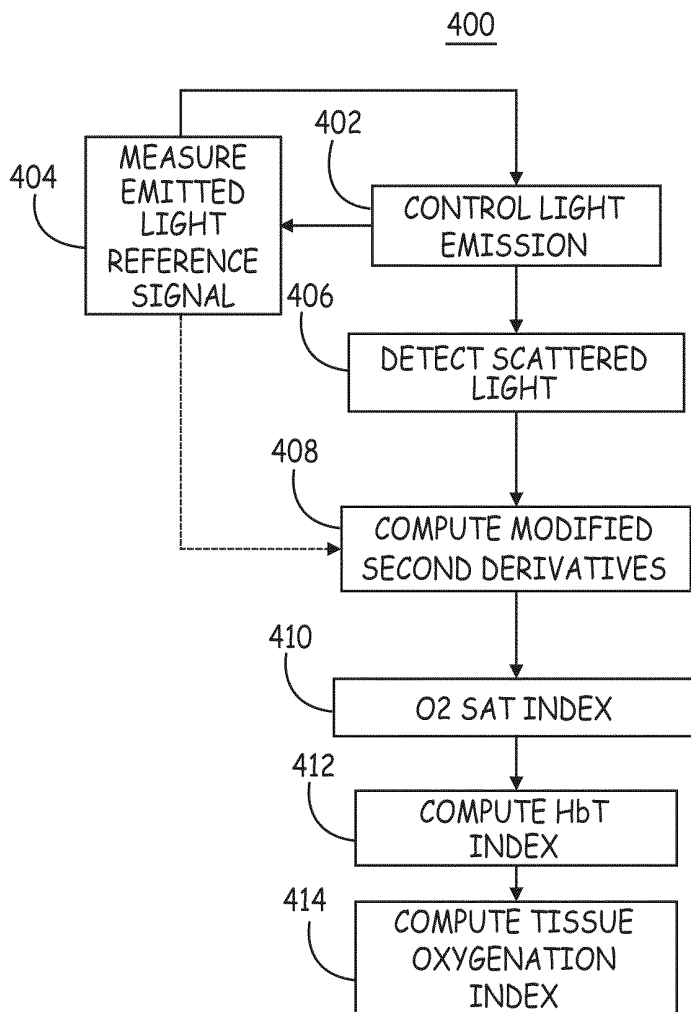 400
402
404
MEASURE
EMITTED
LIGHT
REFERENCE
SIGNAL
CONTROL LIGHT
EMISSION
406
DETECT SCATTERED
LIGHT
408
COMPUTE MODIFIED
SECOND DERIVATIVES
410
O2 SAT INDEX
412
COMPUTE HbT
INDEX
414
COMPUTE TISSUE
OXYGENATION
INDEX